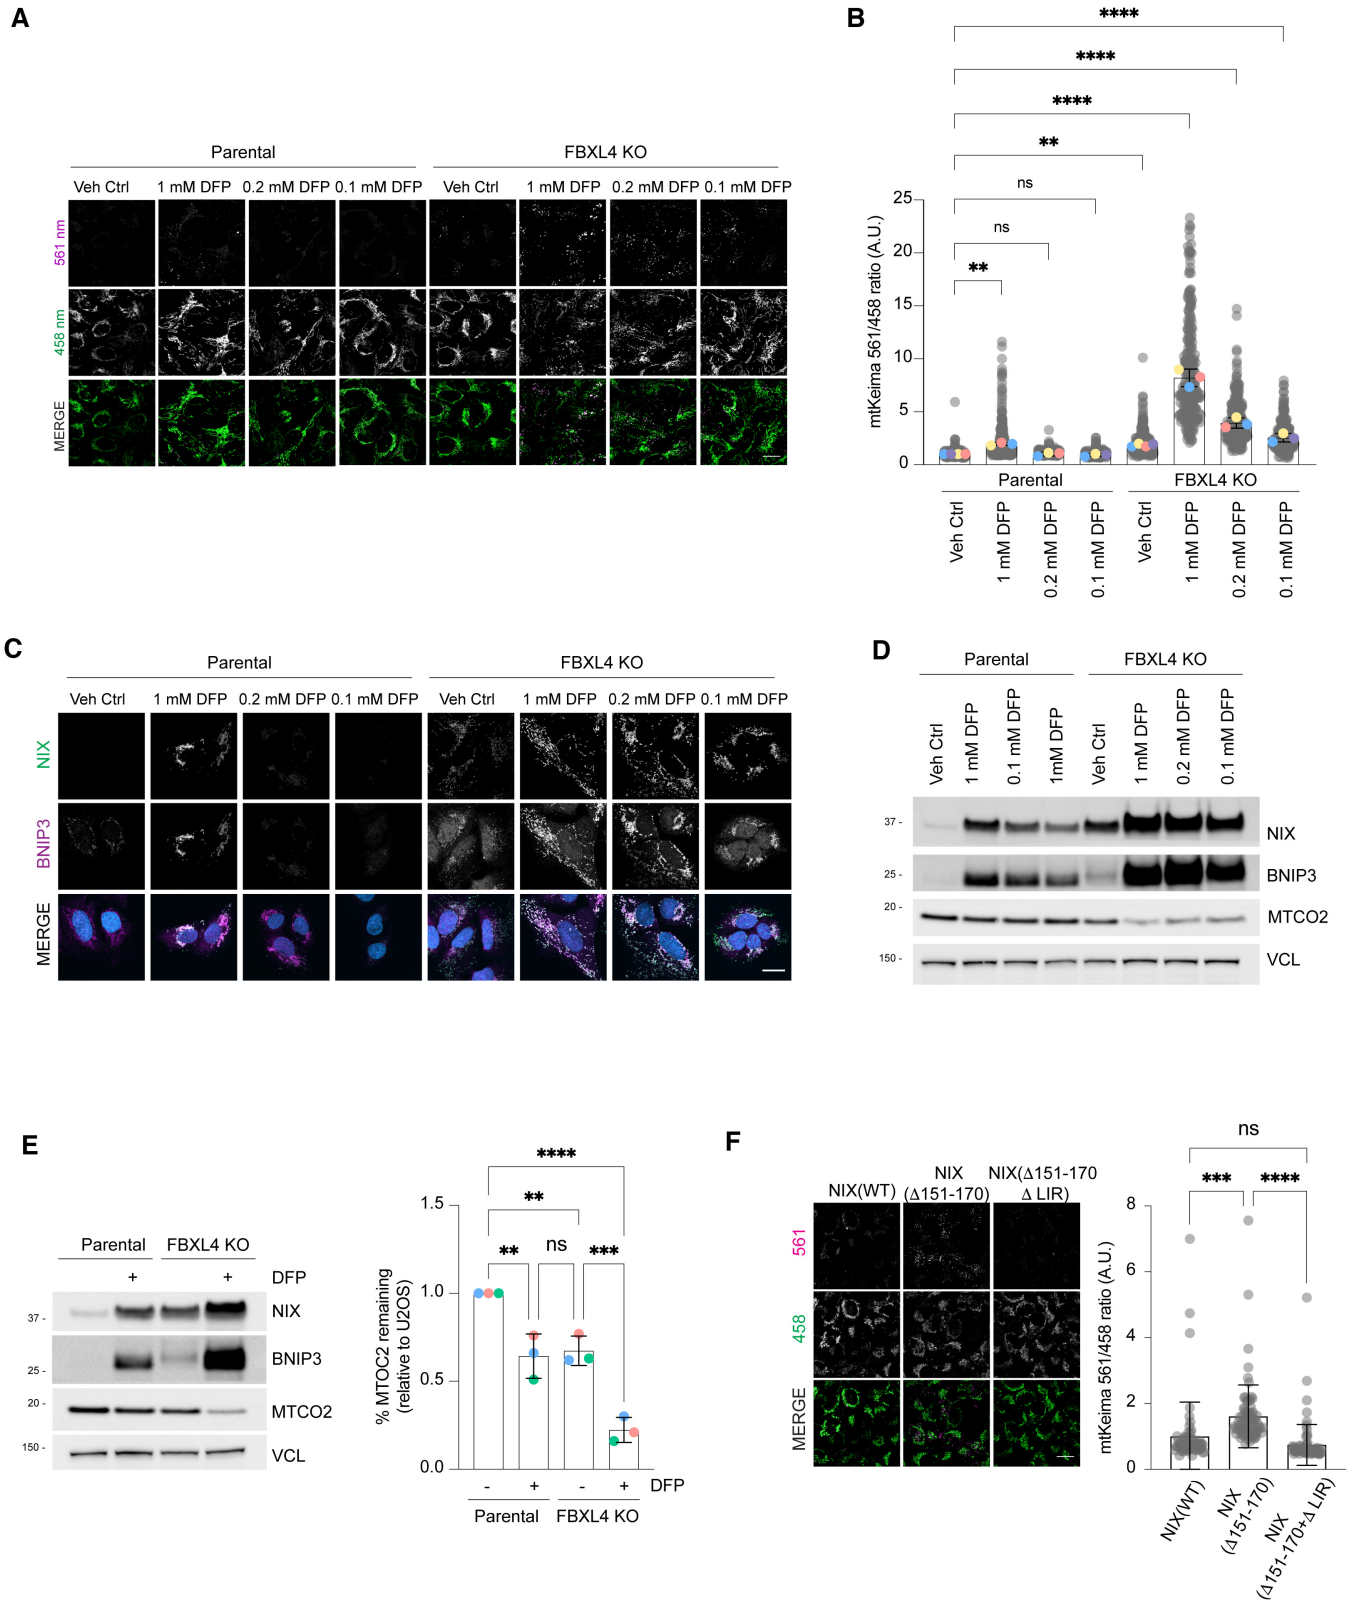 A
Parental
FBXL4 KO
Veh Ctrl
1 mM DFP
0.2 mM DFP
0.1 mM DFP
Veh Ctrl
1 mM DFP
0.2 mM DFP
0.1 mM DFP
561 nm
458 nm
MERGE
B
****
****
****
**
ns
ns
**
mtKeima 561/458 ratio (A.U.)
25
20
15
10
5
0
Veh Ctrl
1 mM DFP
0.2 mM DFP
0.1 mM DFP
Veh Ctrl
1 mM DFP
0.2 mM DFP
0.1 mM DFP
Parental
FBXL4 KO
C
Parental
FBXL4 KO
Veh Ctrl
1 mM DFP
0.2 mM DFP
0.1 mM DFP
Veh Ctrl
1 mM DFP
0.2 mM DFP
0.1 mM DFP
NIX
BNIP3
MERGE
D
Parental
FBXL4 KO
Veh Ctrl
1 mM DFP
0.1 mM DFP
1mM DFP
Veh Ctrl
1 mM DFP
0.2 mM DFP
0.1 mM DFP
37 -
NIX
25 -
BNIP3
20 -
MTCO2
150 -
VCL
E
Parental
FBXL4 KO
+
+
DFP
37 -
NIX
25 -
BNIP3
20 -
MTCO2
150 -
VCL
****
**
**
ns
***
% MTOC2 remaining
(relative to U2OS)
1.5
1.0
0.5
0.0
-
+
-
+
DFP
Parental
FBXL4 KO
F
NIX(WT)
NIX
(Δ151-170)
NIX(Δ151-170
Δ LIR)
561
458
MERGE
ns
***
****
mtKeima 561/458 ratio (A.U.)
8
6
4
2
0
NIX(WT)
NIX
(Δ151-170)
NIX
(Δ151-170+Δ LIR)